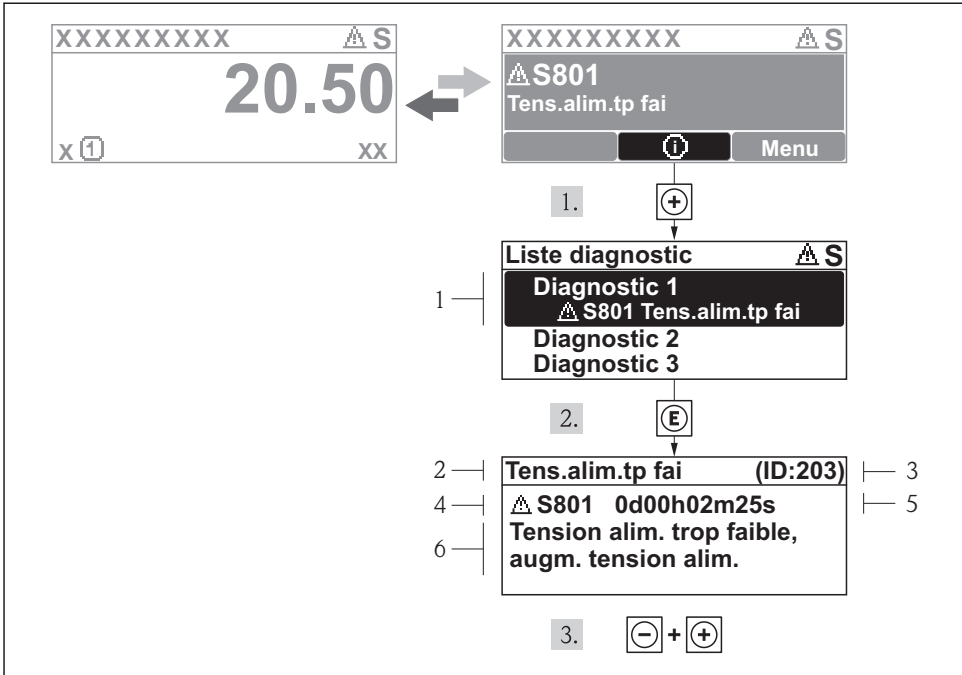 XXXXXXXXX ⚠ S
20.50
x 1 XX
XXXXXXXXX ⚠ S
⚠ S801
Tens.alim.tp fai
i Menu
1. +
Liste diagnostic ⚠ S
1
Diagnostic 1
⚠ S801 Tens.alim.tp fai
Diagnostic 2
Diagnostic 3
2. E
2 Tens.alim.tp fai (ID:203) 3
4 ⚠ S801 0d00h02m25s 5
6 Tension alim. trop faible,
augm. tension alim.
3. - + +